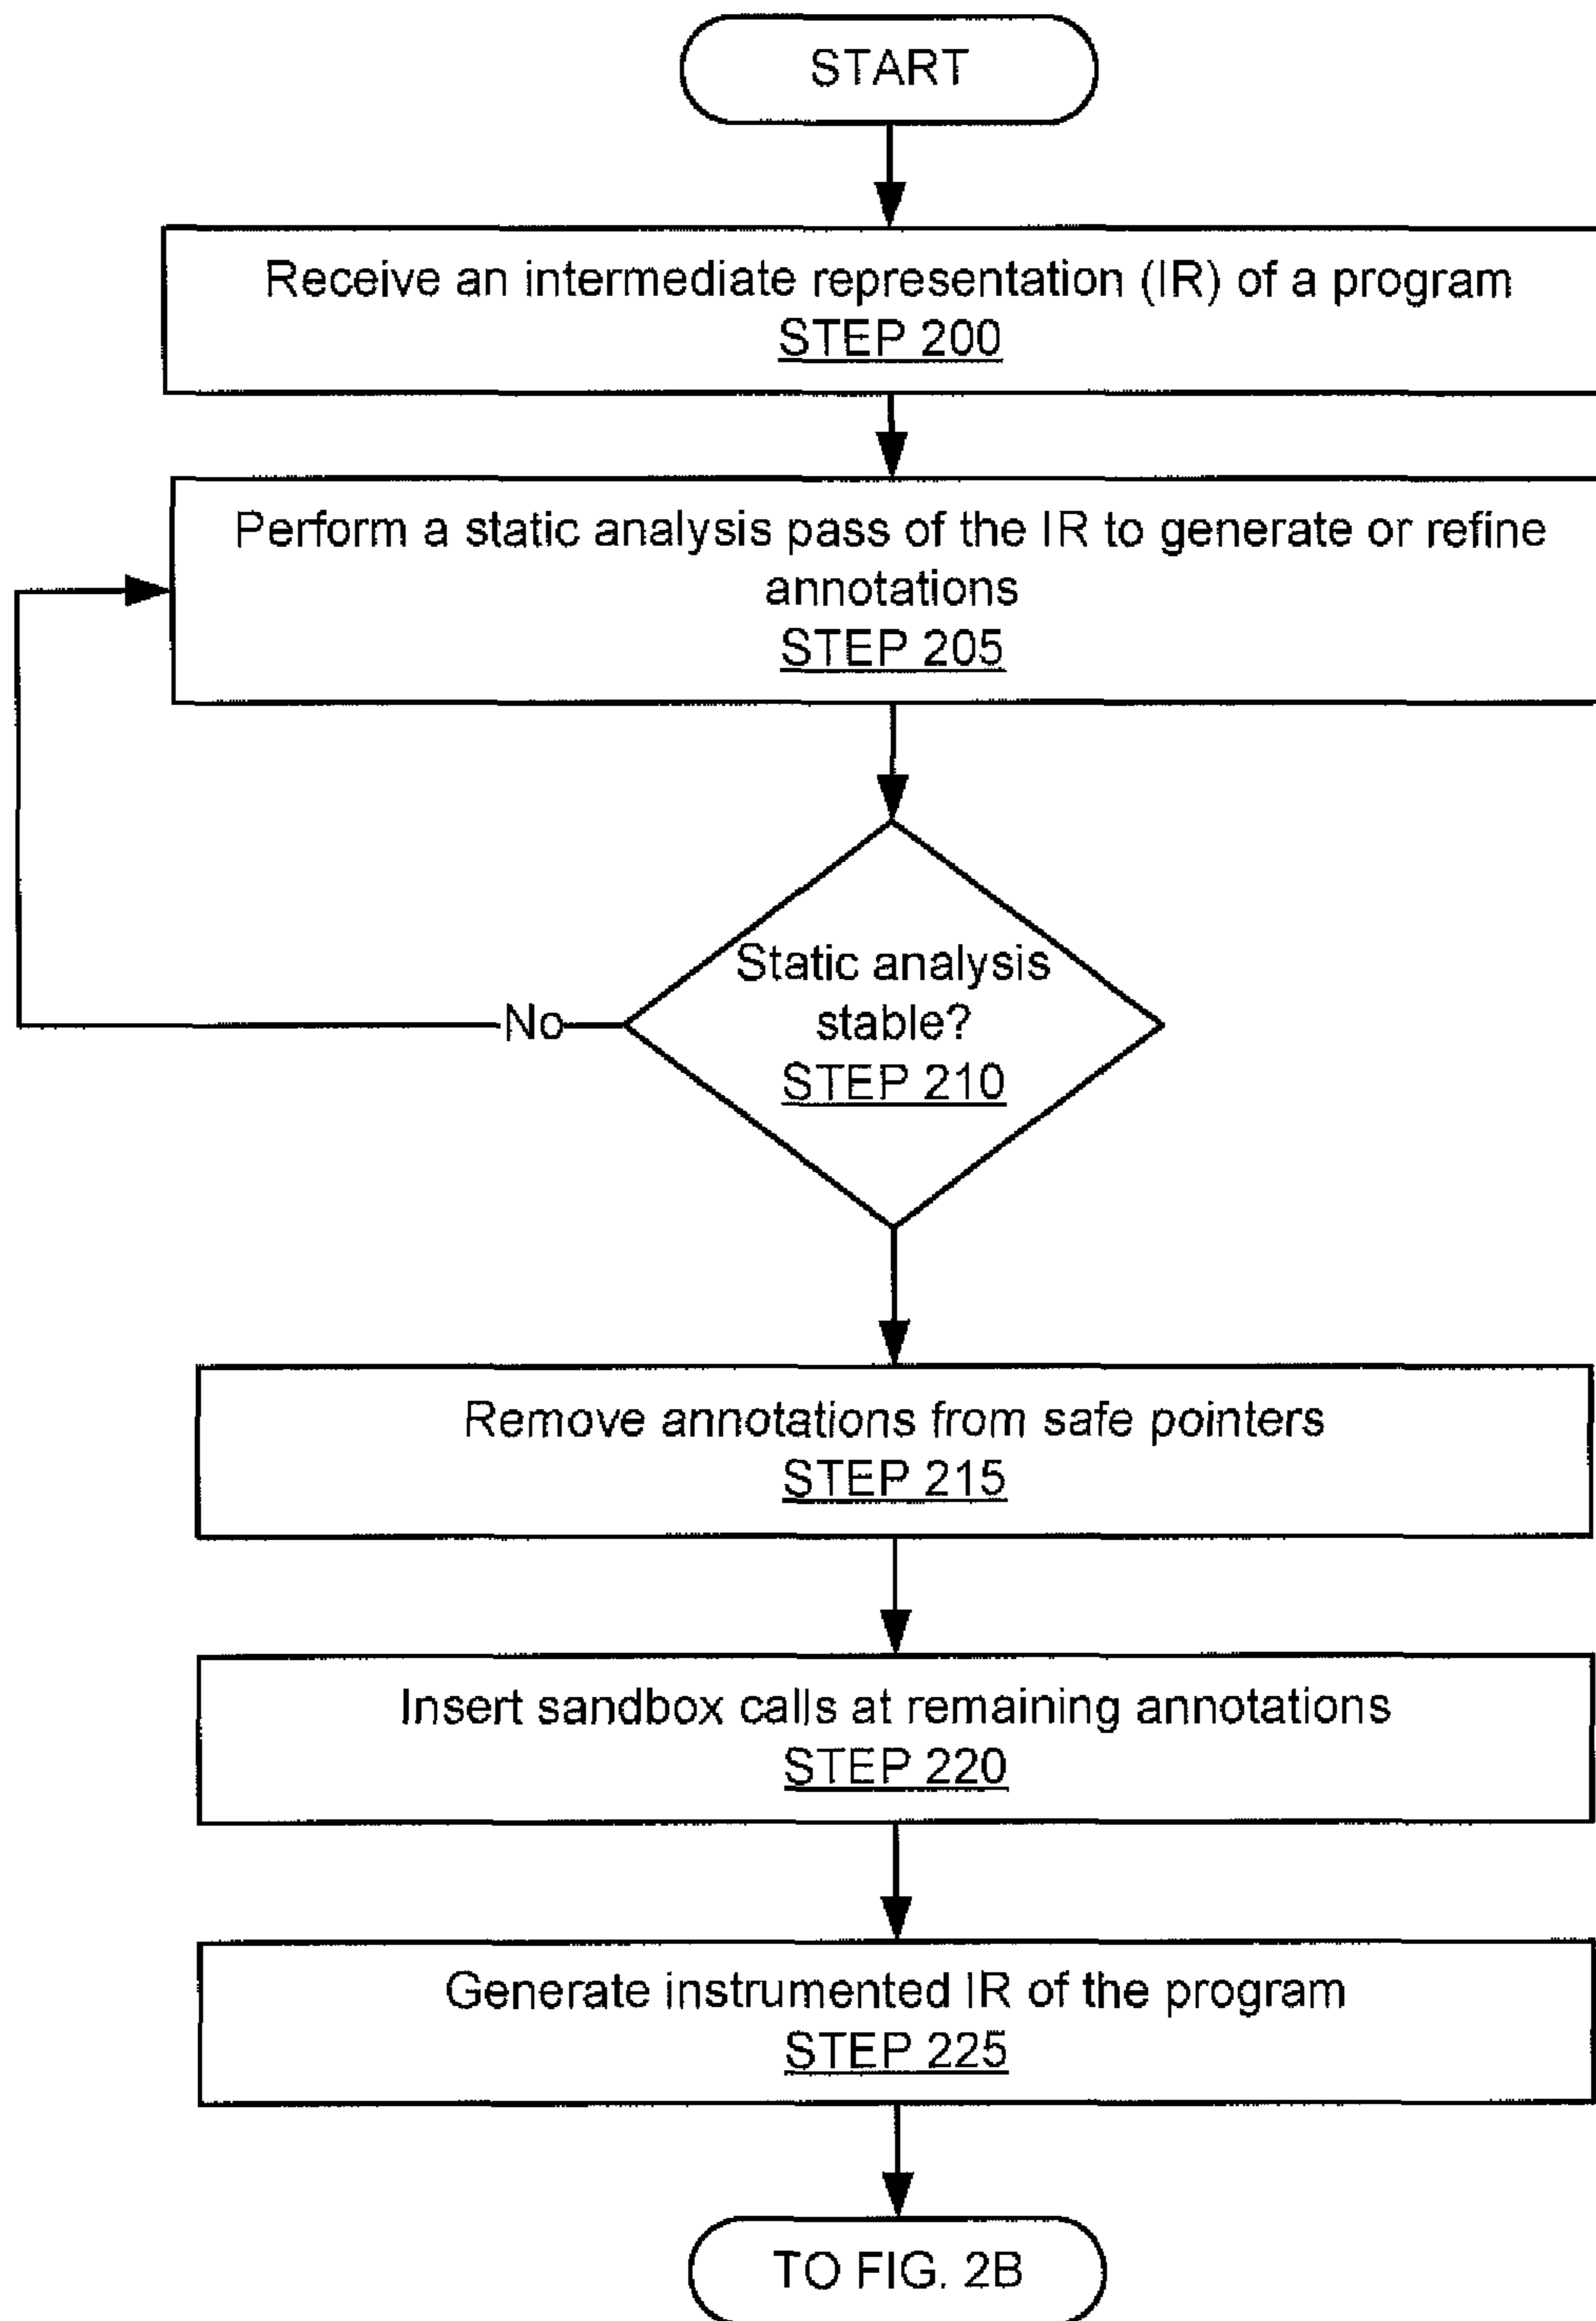 START
Receive an intermediate representation (IR) of a program
STEP 200
Perform a static analysis pass of the IR to generate or refine
annotations
STEP 205
Static analysis
stable?
STEP 210
No
Remove annotations from safe pointers
STEP 215
Insert sandbox calls at remaining annotations
STEP 220
Generate instrumented IR of the program
STEP 225
TO FIG. 2B